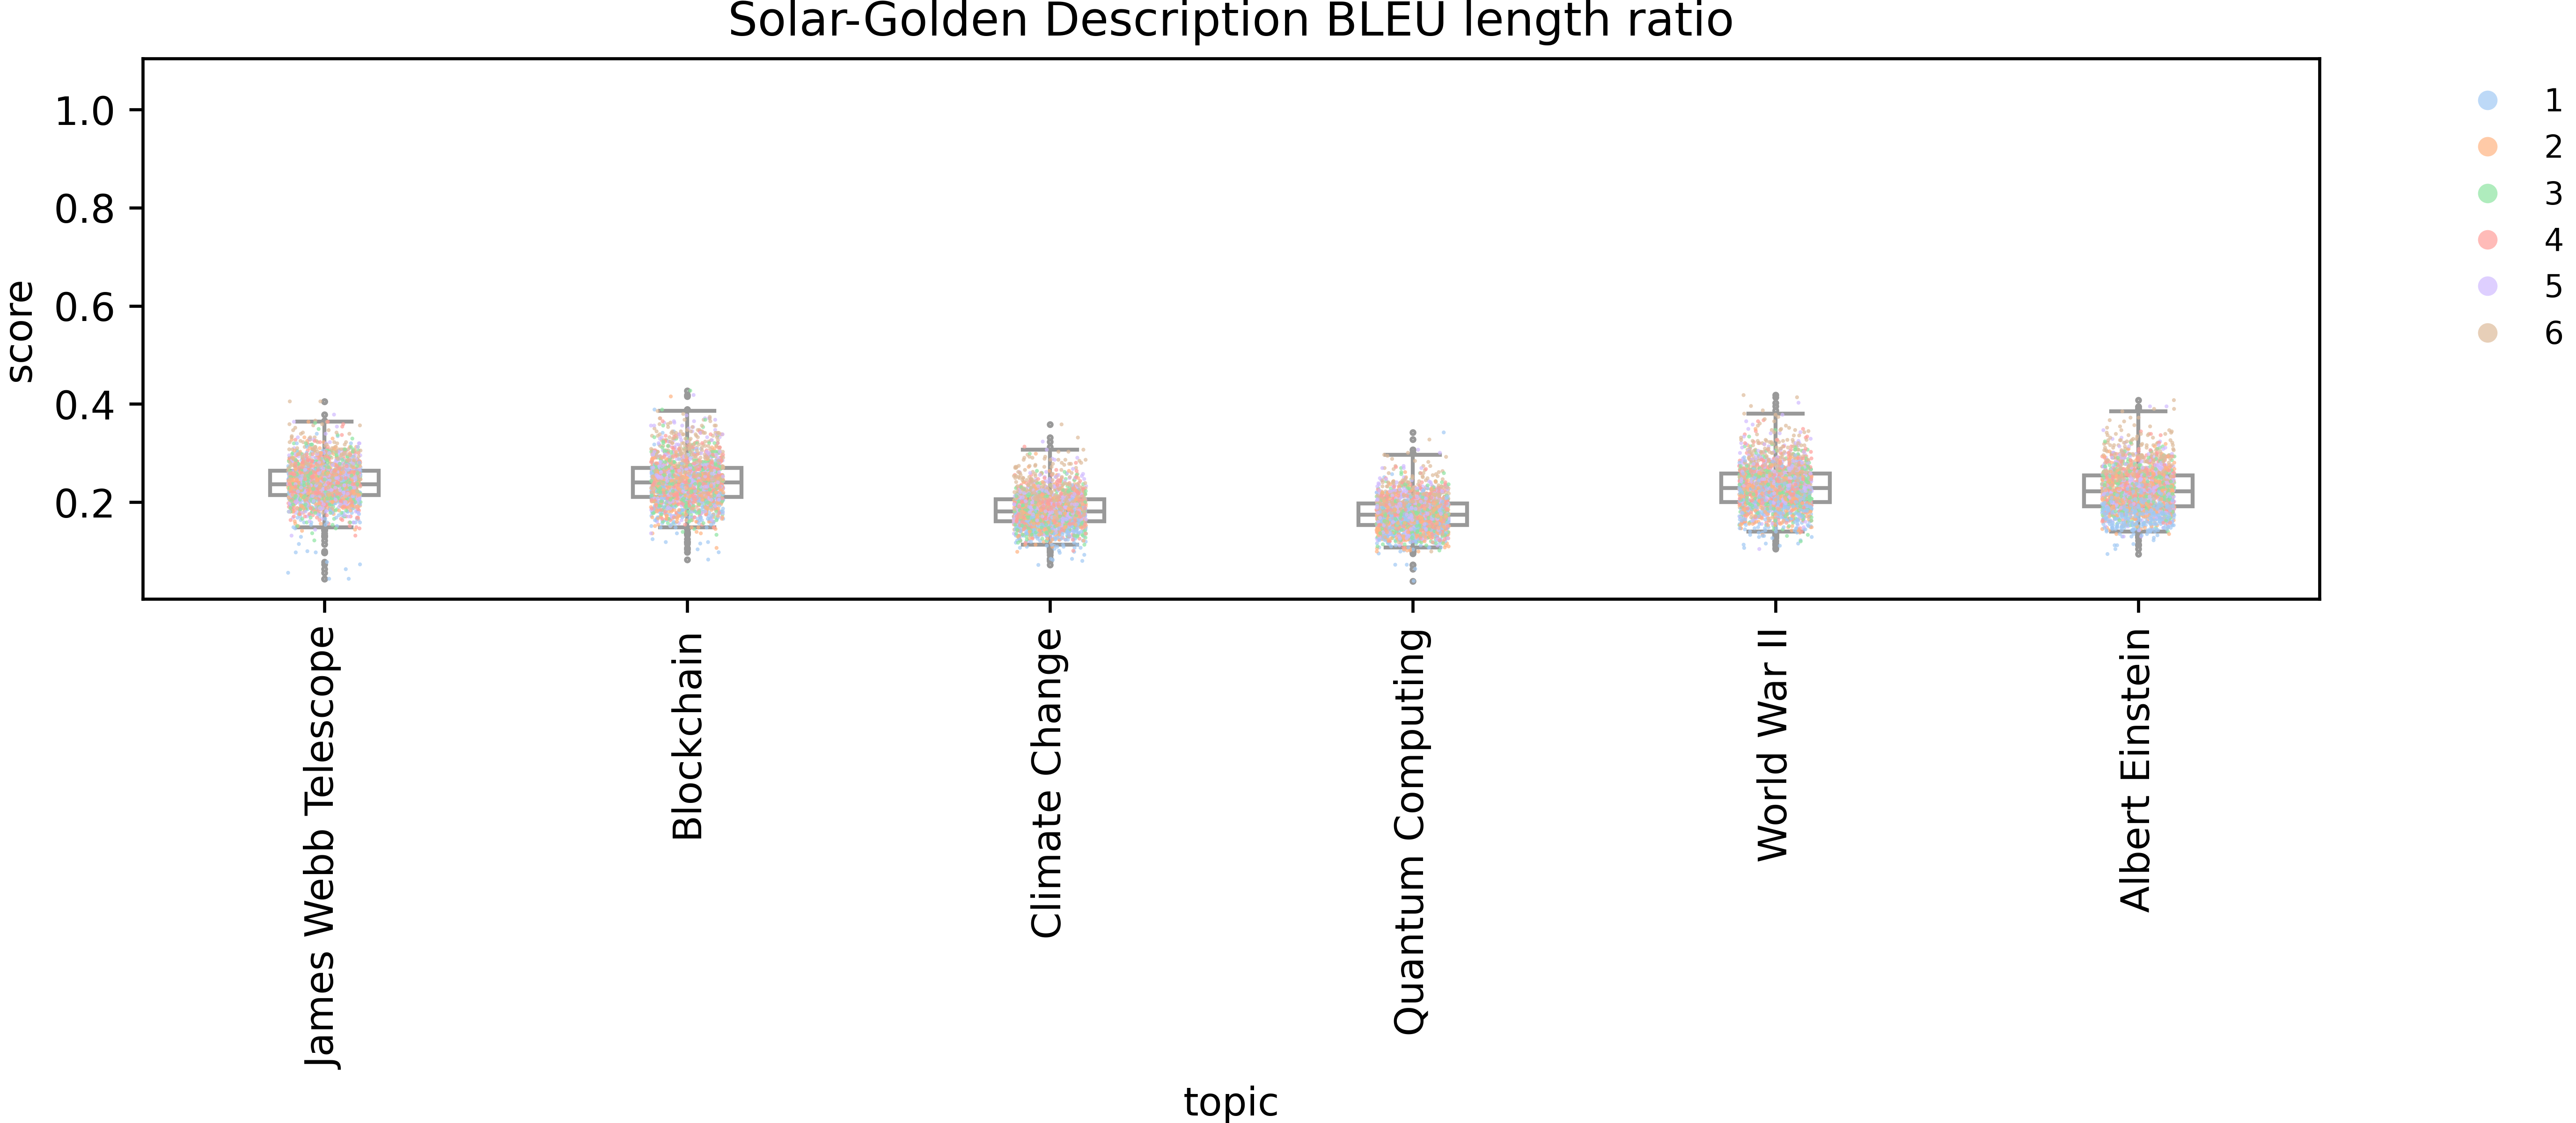 Solar-Golden Description BLEU length ratio
1.0
0.8
0.6
0.4
0.2
score
1
2
3
4
5
6
James Webb Telescope
Blockchain
Climate Change
Quantum Computing
World War II
Albert Einstein
topic